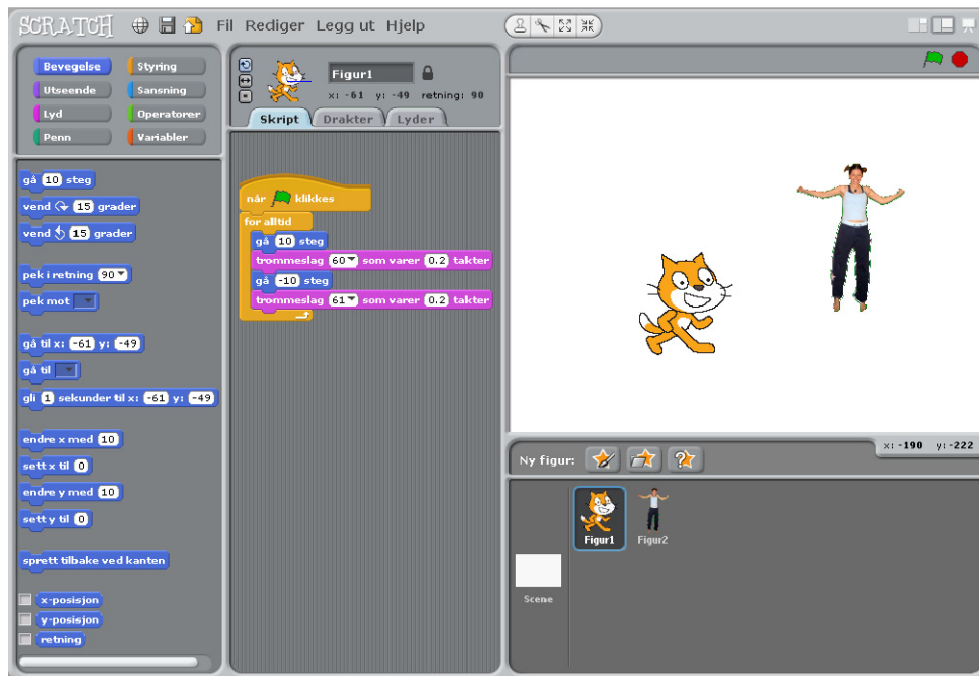 SCRATCH Fil Rediger Legg ut Hjelp
Bevegelse Styring
Utseende Sansning
Lyd Operatorer
Penn Variabler
gå 10 steg
vend 15 grader
vend 15 grader
pek i retning 90
pek mot
gå til x: -61 y: -49
gå til
gli 1 sekunder til x: -61 y: -49
endre x med 10
sett x til 0
endre y med 10
sett y til 0
sprett tilbake ved kanten
x-posisjon
y-posisjon
retning
Figur1
x: -61 y: -49 retning: 90
Skript Drakter Lyder
når klikkes
for alltid
gå 10 steg
trommeslag 60 som varer 0.2 takter
gå -10 steg
trommeslag 61 som varer 0.2 takter
x: -190 y: -222
Ny figur:
Figur1 Figur2
Scene